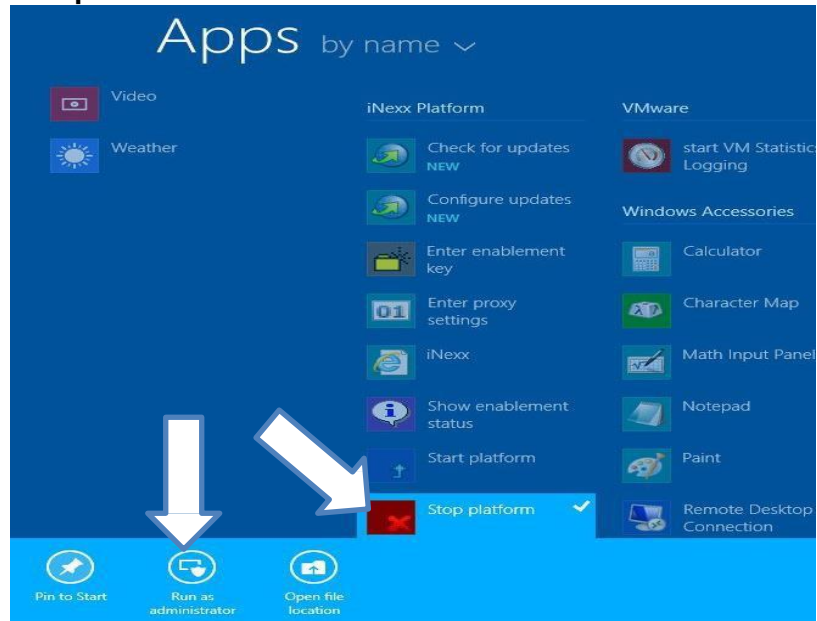 Apps by name
Video
Weather
iNexx Platform
Check for updates
NEW
Configure updates
NEW
Enter enablement
key
01
Enter proxy
settings
iNexx
Show enablement
status
Start platform
Stop platform
VMware
start VM Statistics
Logging
Windows Accessories
Calculator
Character Map
Math Input Panel
Notepad
Paint
Remote Desktop
Connection
Pin to Start
Run as
administrator
Open file
location